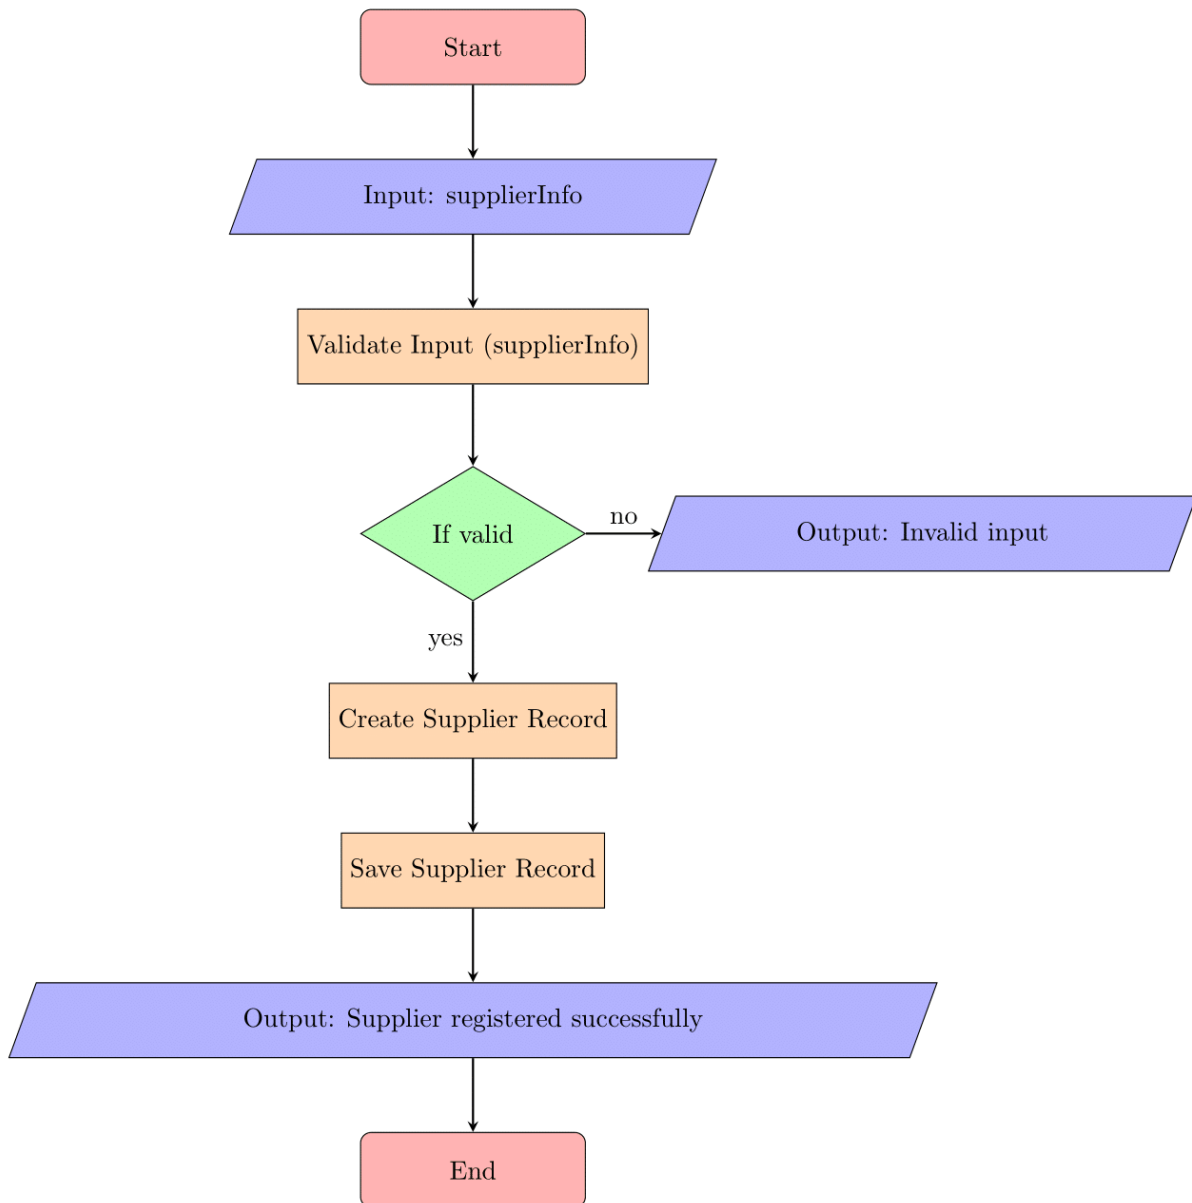 Start
Input: supplierInfo
Validate Input (supplierInfo)
If valid
no
Output: Invalid input
yes
Create Supplier Record
Save Supplier Record
Output: Supplier registered successfully
End